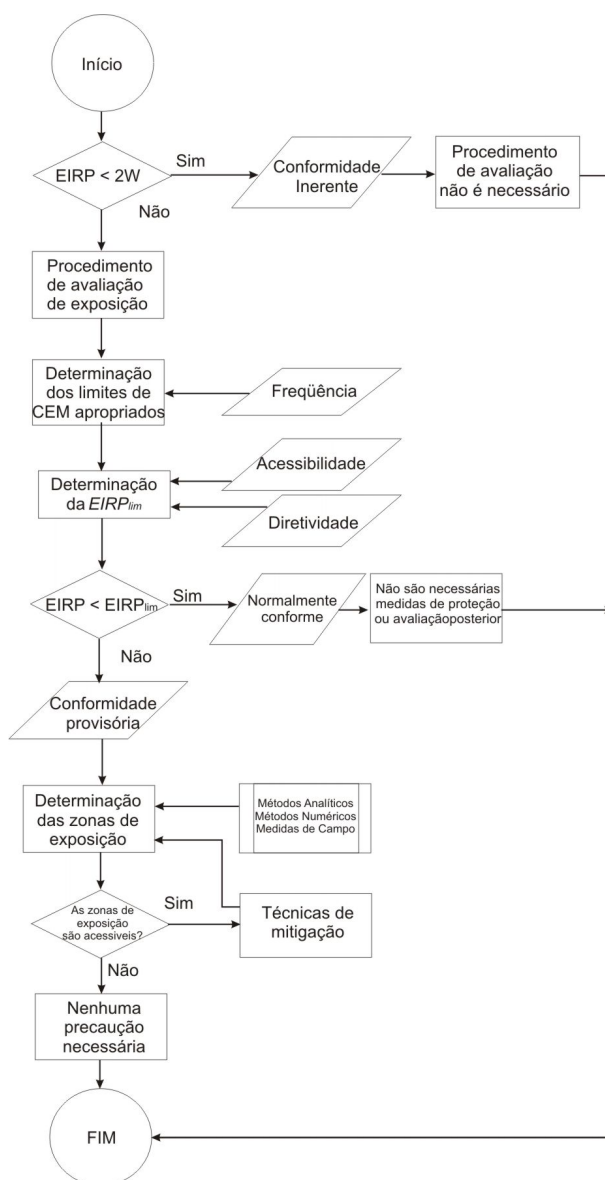 Início
EIRP < 2W
Sim
Conformidade
Inerente
Procedimento
de avaliação
não é necessário
Não
Procedimento
de avaliação
de exposição
Determinação
dos limites de
CEM apropriados
Freqüência
Acessibilidade
Determinação
da EIRPlim
Diretividade
EIRP < EIRPlim
Sim
Normalmente
conforme
Não são necessárias
medidas de proteção
ou avaliaçãoposterior
Não
Conformidade
provisória
Determinação
das zonas de
exposição
Métodos Analíticos
Métodos Numéricos
Medidas de Campo
As zonas de
exposição
são acessiveis?
Sim
Técnicas de
mitigação
Não
Nenhuma
precaução
necessária
FIM